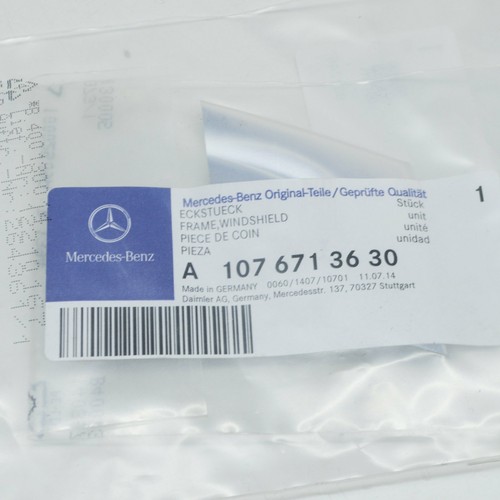 Mercedes-Benz Original-Teile/Geprüfte Qualität
ECKSTUECK Stück 1
FRAME,WINDSHIELD unit
PIECE DE COIN unité
PIEZA unidad
A 107 671 36 30
Made in GERMANY 0060/1407/10701 11.07.14
Daimler AG, Germany, Mercedesstr. 137, 70327 Stuttgart
Mercedes-Benz